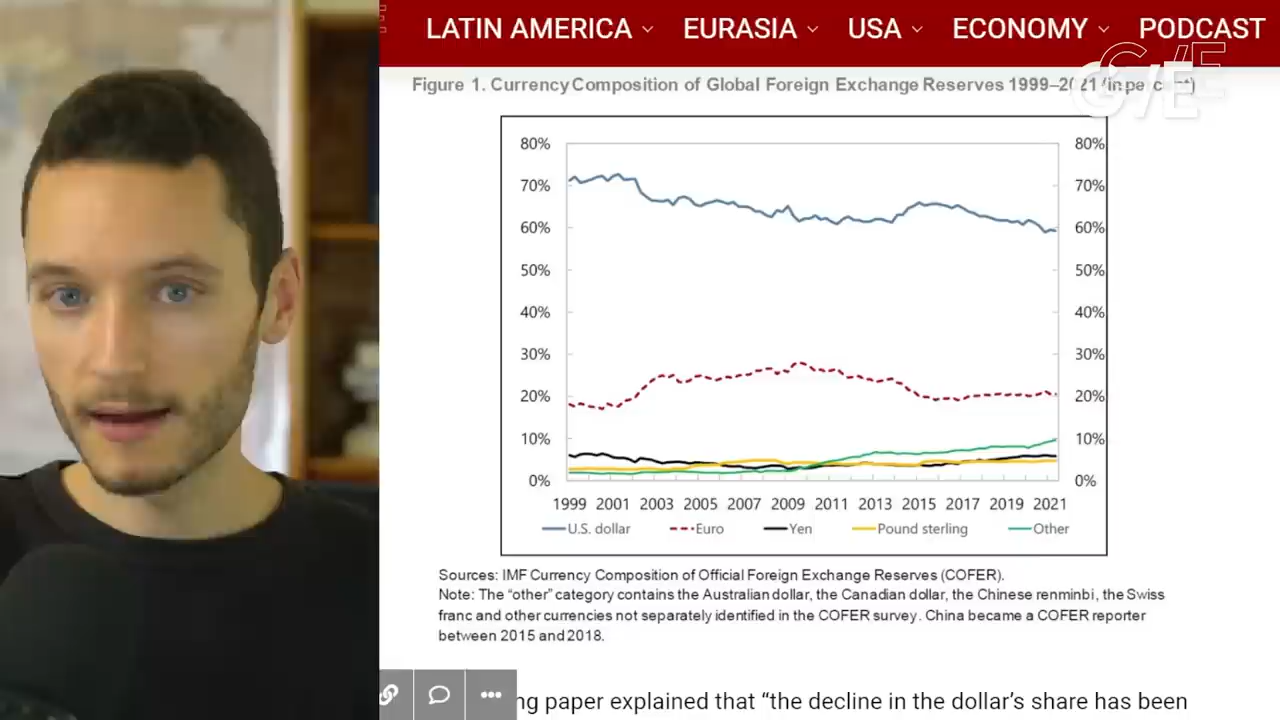 LATIN AMERICA EURASIA USA ECONOMY PODCAST
G/E
Figure 1. Currency Composition of Global Foreign Exchange Reserves 1999–2021 (in percent)
80% 80%
70% 70%
60% 60%
50% 50%
40% 40%
30% 30%
20% 20%
10% 10%
0% 0%
1999 2001 2003 2005 2007 2009 2011 2013 2015 2017 2019 2021
U.S. dollar Euro Yen Pound sterling Other
Sources: IMF Currency Composition of Official Foreign Exchange Reserves (COFER).
Note: The “other” category contains the Australian dollar, the Canadian dollar, the Chinese renminbi, the Swiss
franc and other currencies not separately identified in the COFER survey. China became a COFER reporter
between 2015 and 2018.
ng paper explained that “the decline in the dollar’s share has been